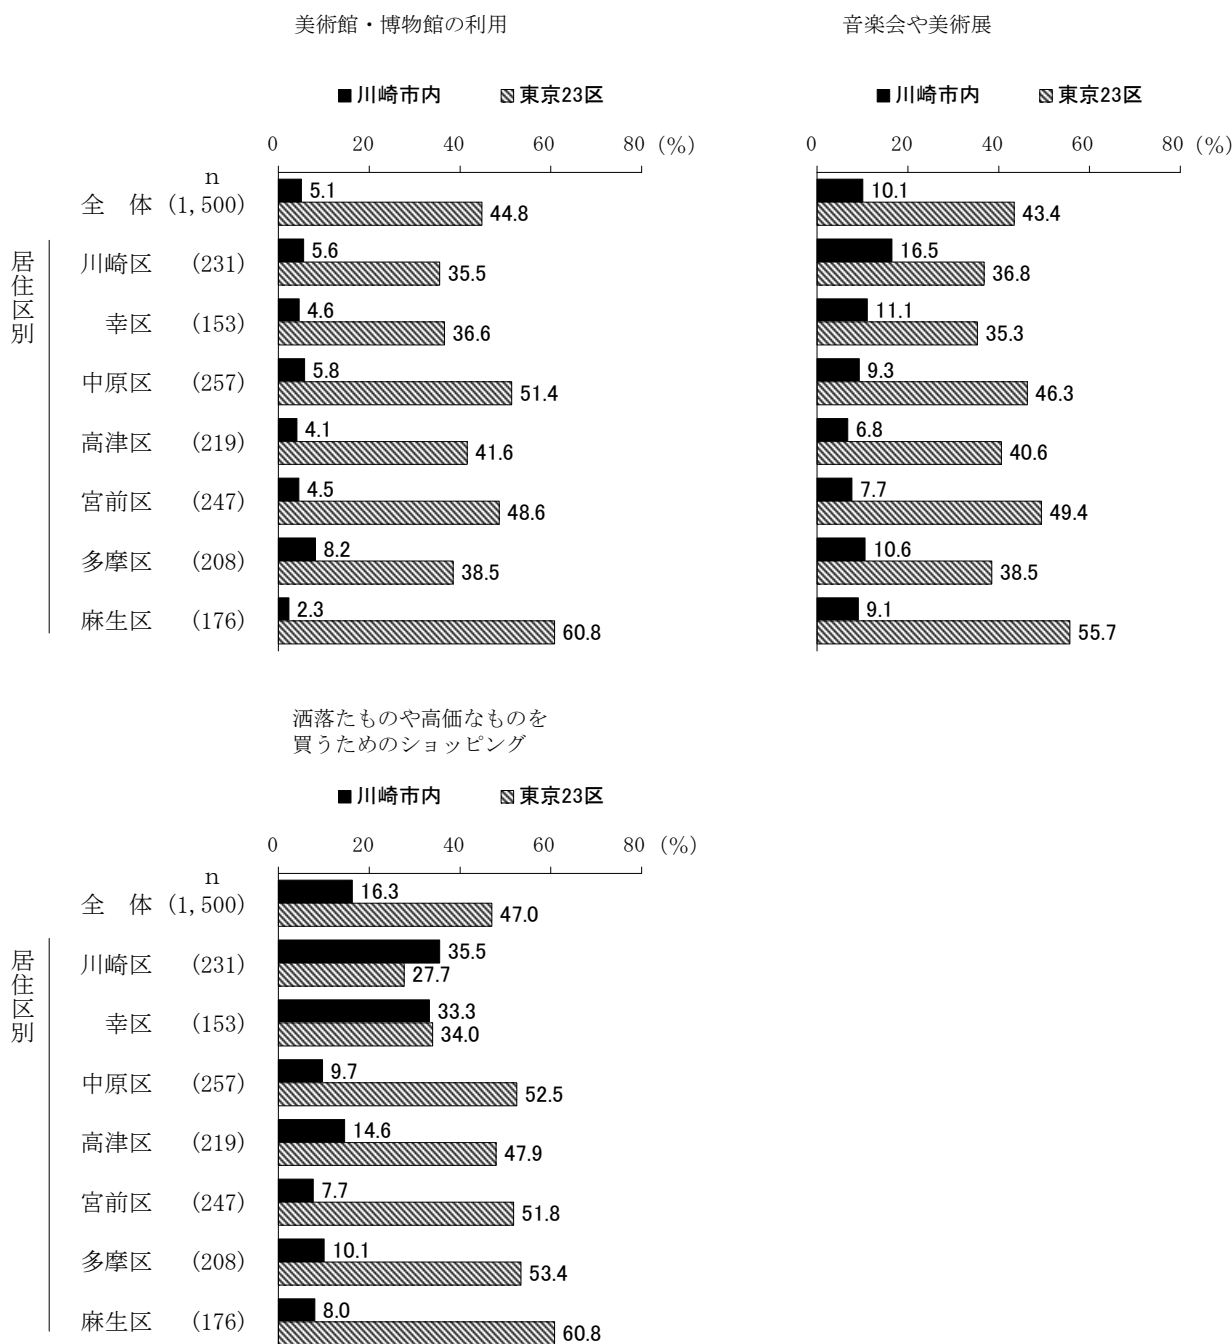 美術館・博物館の利用
■川崎市内 東京23区
0 20 40 60 80 (%)
n
全 体 (1,500) 5.1 44.8
居住区別
川崎区 (231) 5.6 35.5
幸区 (153) 4.6 36.6
中原区 (257) 5.8 51.4
高津区 (219) 4.1 41.6
宮前区 (247) 4.5 48.6
多摩区 (208) 8.2 38.5
麻生区 (176) 2.3 60.8
音楽会や美術展
■川崎市内 東京23区
0 20 40 60 80 (%)
10.1 43.4
16.5 36.8
11.1 35.3
9.3 46.3
6.8 40.6
7.7 49.4
10.6 38.5
9.1 55.7
洒落たものや高価なものを
買うためのショッピング
■川崎市内 東京23区
0 20 40 60 80 (%)
n
全 体 (1,500) 16.3 47.0
居住区別
川崎区 (231) 35.5 27.7
幸区 (153) 33.3 34.0
中原区 (257) 9.7 52.5
高津区 (219) 14.6 47.9
宮前区 (247) 7.7 51.8
多摩区 (208) 10.1 53.4
麻生区 (176) 8.0 60.8